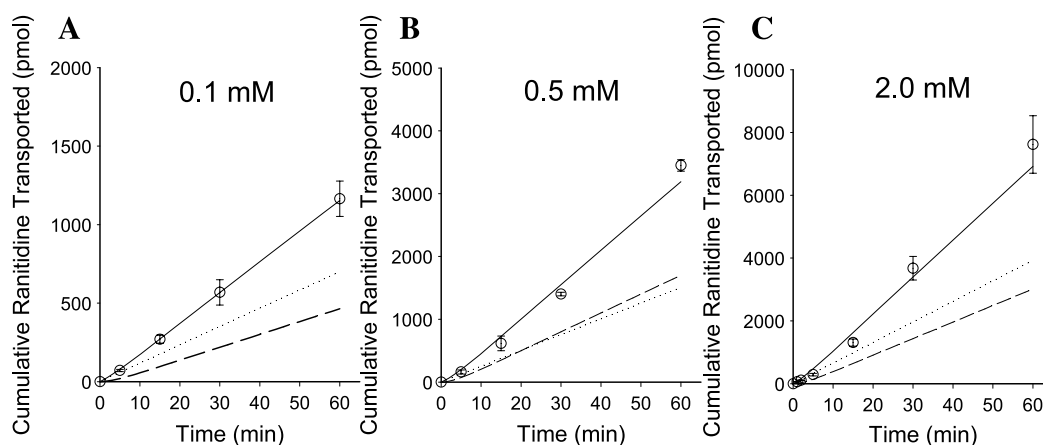 A
Cumulative Ranitidine Transported (pmol)
2000
1500
1000
500
0
0.1 mM
0 10 20 30 40 50 60
Time (min)
B
Cumulative Ranitidine Transported (pmol)
5000
4000
3000
2000
1000
0
0.5 mM
0 10 20 30 40 50 60
Time (min)
C
Cumulative Ranitidine Transported (pmol)
10000
8000
6000
4000
2000
0
2.0 mM
0 10 20 30 40 50 60
Time (min)